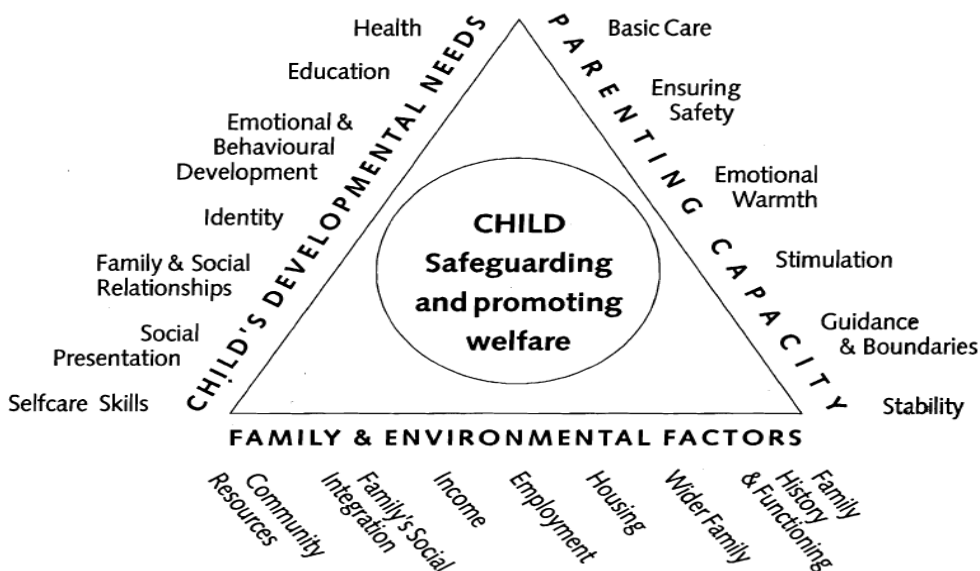 Health
Education
Emotional &
Behavioural
Development
Identity
Family & Social
Relationships
Social
Presentation
Selfcare Skills
CHILD'S DEVELOPMENTAL NEEDS
CHILD
Safeguarding
and promoting
welfare
PARENTING CAPACITY
Basic Care
Ensuring
Safety
Emotional
Warmth
Stimulation
Guidance
& Boundaries
Stability
FAMILY & ENVIRONMENTAL FACTORS
Community
Resources
Family's Social
Integration
Income
Employment
Housing
Wider Family
Family
History
& Functioning